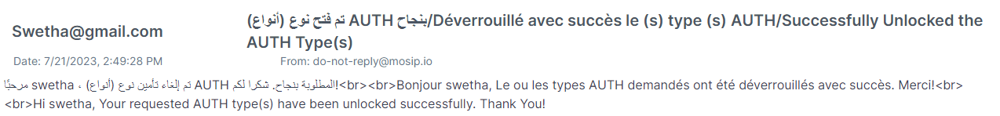 Swetha@gmail.com
تم فتح نوع (أنواع) AUTH بنجاح/Déverrouillé avec succès le (s) type (s) AUTH/Successfully Unlocked the
AUTH Type(s)
Date: 7/21/2023, 2:49:28 PM
From: do-not-reply@mosip.io
مرحبًا swetha ، تم إلغاء تأمين نوع (أنواع) AUTH المطلوبة بنجاح. شكرا لكم!<br><br>Bonjour swetha, Le ou les types AUTH demandés ont été déverrouillés avec succès. Merci!<br>
<br>Hi swetha, Your requested AUTH type(s) have been unlocked successfully. Thank You!